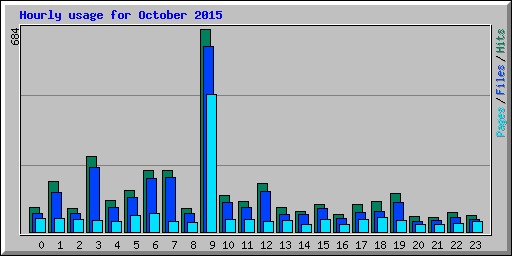 Hourly usage for October 2015
684
Pages / Files / Hits
0 1 2 3 4 5 6 7 8 9 10 11 12 13 14 15 16 17 18 19 20 21 22 23